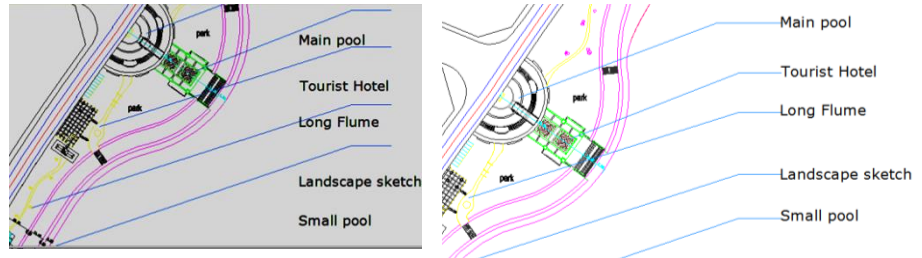 park
Main pool
Tourist Hotel
park
Long Flume
Landscape sketch
Small pool
Main pool
Tourist Hotel
park
Long Flume
park
Landscape sketch
Small pool